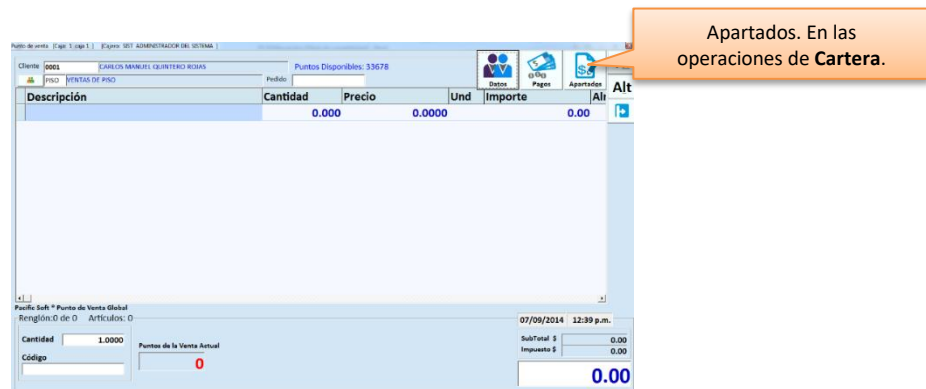 Apartados. En las
operaciones de Cartera.
Punto de venta [Caja: 1 caja 1 ] [Cajero: SIST ADMINISTRADOR DEL SISTEMA ]
Cliente 0001 CARLOS MANUEL QUINTERO ROJAS Puntos Disponibles: 33678
PISO VENTAS DE PISO Pedido
Datos Pagos Apartados Alt
Descripción Cantidad Precio Und Importe Alm
0.000 0.0000 0.00
Pacific Soft * Punto de Venta Global
Renglón:0 de 0 Artículos: 0
07/09/2014 12:39 p.m.
Cantidad 1.0000
Puntos de la Venta Actual
SubTotal $ 0.00
Impuesto $ 0.00
Código
0
0.00